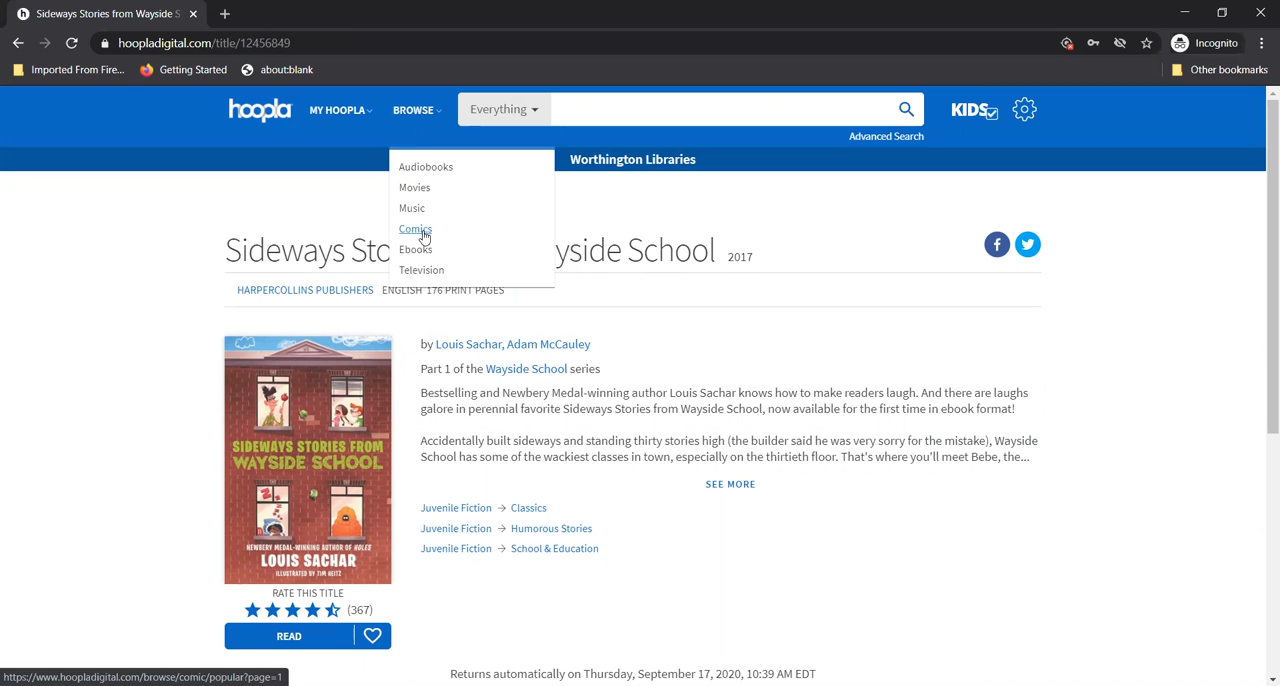 Sideways Stories from Wayside S
hoopladigital.com/title/12456849
Incognito
Imported From Fire...
Getting Started
about:blank
Other bookmarks
hoopla
MY HOOPLA
BROWSE
Everything
KIDS
Advanced Search
Worthington Libraries
Audiobooks
Movies
Music
Comics
Ebooks
Television
Sideways Sto yside School 2017
HARPERCOLLINS PUBLISHERS ENGLISH 176 PRINT PAGES
by Louis Sachar, Adam McCauley
Part 1 of the Wayside School series
Bestselling and Newbery Medal-winning author Louis Sachar knows how to make readers laugh. And there are laughs
galore in perennial favorite Sideways Stories from Wayside School, now available for the first time in ebook format!
Accidentally built sideways and standing thirty stories high (the builder said he was very sorry for the mistake), Wayside
School has some of the wackiest classes in town, especially on the thirtieth floor. That's where you'll meet Bebe, the...
SEE MORE
Juvenile Fiction → Classics
Juvenile Fiction → Humorous Stories
Juvenile Fiction → School & Education
SIDEWAYS STORIES FROM
WAYSIDE SCHOOL
NEWBERY MEDAL-WINNING AUTHOR OF HOLES
LOUIS SACHAR
ILLUSTRATED BY TIM HEITZ
RATE THIS TITLE
(367)
READ
Returns automatically on Thursday, September 17, 2020, 10:39 AM EDT
https://www.hoopladigital.com/browse/comic/popular?page=1